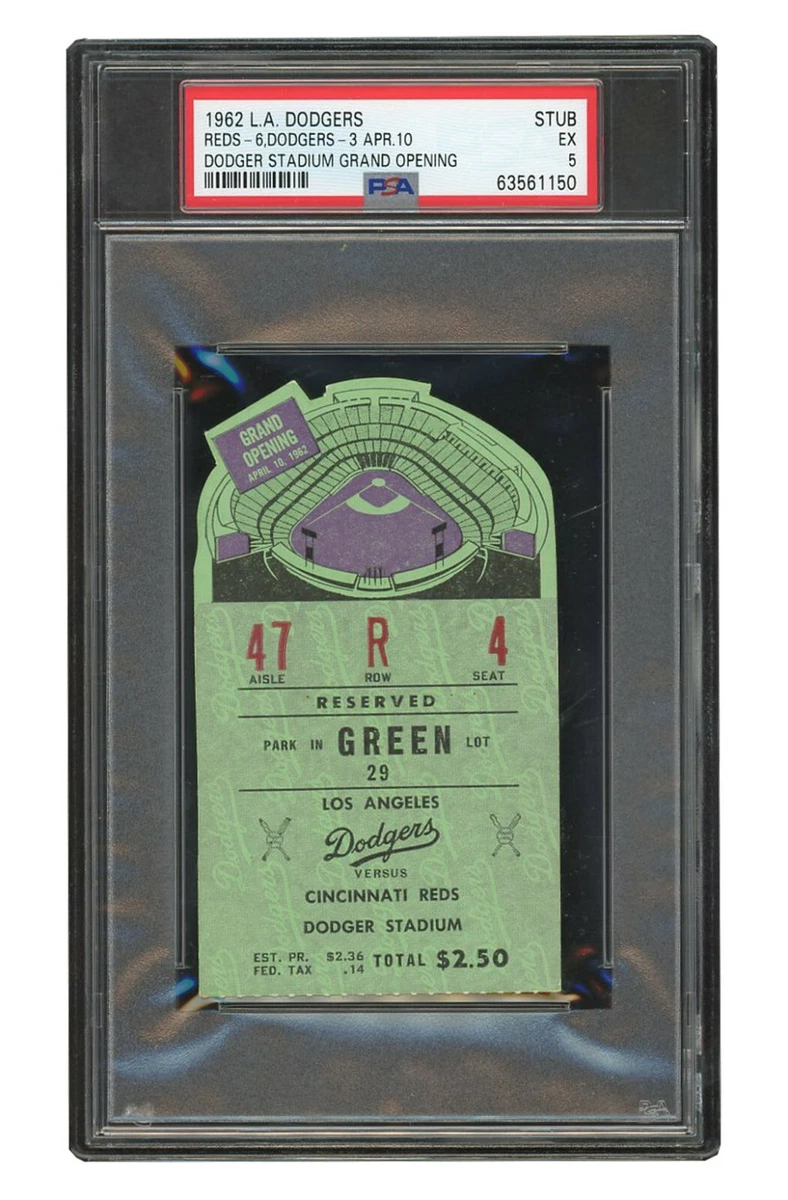 1962 L.A. DODGERS STUB
REDS - 6,DODGERS - 3 APR.10 EX
DODGER STADIUM GRAND OPENING 5
PSA 63561150
GRAND
OPENING
APRIL 10, 1962
47 R 4
AISLE ROW SEAT
RESERVED
PARK IN GREEN LOT
29
LOS ANGELES
Dodgers
VERSUS
CINCINNATI REDS
DODGER STADIUM
EST. PR. $2.36 TOTAL $2.50
FED. TAX .14
PSA